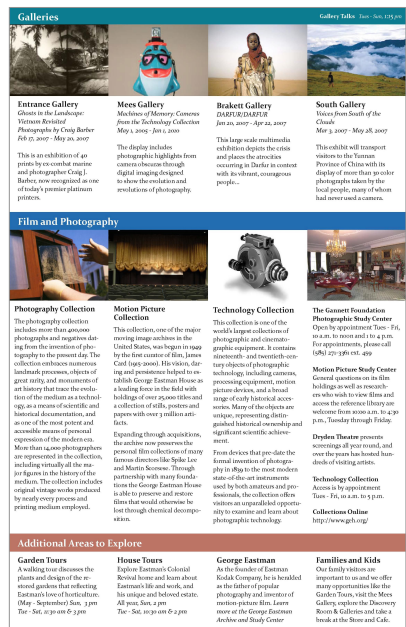 Galleries
Gallery Talks Tues - Sun, 1:15 pm
Entrance Gallery
Ghosts in the Landscape:
Vietnam Revisited
Photographs by Craig Barber
Feb 17, 2007 - May 20, 2007
This is an exhibition of 40
prints by ex-combat marine
and photographer Craig J.
Barber, now recognized as one
of today's premier platinum
printers.
Mees Gallery
Machines of Memory: Cameras
from the Technology Collection
May 1, 2005 - Jan 1, 2010
The display includes
photographic highlights from
camera obscuras through
digital imaging designed
to show the evolution and
revolutions of photography.
Brakett Gallery
DARFUR/DARFUR
Jan 20, 2007 - Apr 22, 2007
This large scale multimedia
exhibition depicts the crisis
and places the atrocities
occuring in Darfur in context
with its vibrant, courageous
people...
South Gallery
Voices from South of the
Clouds
Mar 3, 2007 - May 28, 2007
This exhibit will transport
visitors to the Yunnan
Province of China with its
display of more than 30 color
photographs taken by the
local people, many of whom
had never used a camera.
Film and Photography
Photography Collection
The photography collection
includes more than 400,000
photographs and negatives dat-
ing from the invention of pho-
tography to the present day. The
collection embraces numerous
landmark processes, objects of
great rarity, and monuments of
art history that trace the evolu-
tion of the medium as a technol-
ogy, as a means of scientific and
historical documentation, and
as one of the most potent and
accessible means of personal
expression of the modern era.
More than 14,000 photographers
are represented in the collection,
including virtually all the ma-
jor figures in the history of the
medium. The collection includes
original vintage works produced
by nearly every process and
printing medium employed.
Motion Picture
Collection
This collection, one of the major
moving image archives in the
United States, was begun in 1949
by the first curator of film, James
Card (1915-2000). His vision, dar-
ing and persistence helped to es-
tablish George Eastman House as
a leading force in the field with
holdings of over 25,000 titles and
a collection of stills, posters and
papers with over 3 million arti-
facts.
Expanding through acquisitions,
the archive now preserves the
personal film collections of many
famous directors like Spike Lee
and Martin Scorsese. Through
partnership with many founda-
tions the George Eastman House
is able to preserve and restore
films that would otherwise be
lost through chemical decompo-
sition.
Technology Collection
This collection is one of the
world's largest collections of
photographic and cinemato-
graphic equipment. It contains
nineteenth- and twentieth-cen-
tury objects of photographic
technology, including cameras,
processing equipment, motion
picture devices, and a broad
range of early historical acces-
sories. Many of the objects are
unique, representing distin-
guished historical ownership and
significant scientific achieve-
ment.
From devices that pre-date the
formal invention of photogra-
phy in 1839 to the most modern
state-of-the-art instruments
used by both amateurs and pro-
fessionals, the collection offers
visitors an unparalleled opportu-
nity to examine and learn about
photographic technology.
The Gannett Foundation
Photographic Study Center
Open by appointment Tues - Fri,
10 a.m. to noon and 1 to 4 p.m.
For appointments, please call
(585) 271-3361 ext. 499
Motion Picture Study Center
General questions on its film
holdings as well as research-
ers who wish to view films and
access the reference library are
welcome from 10:00 a.m. to 4:30
p.m., Tuesday through Friday.
Dryden Theatre presents
screenings all year round, and
over the years has hosted hun-
dreds of visiting artists.
Technology Collection
Access is by appointment
Tues - Fri, 10 a.m. to 5 p.m.
Collections Online
http://www.geh.org/
Additional Areas to Explore
Garden Tours
A walking tour discusses the
plants and design of the re-
stored gardens that reflecting
Eastman's love of horticulture.
(May - September) Sun, 3 pm
Tue - Sat, 11:30 am & 3 pm
House Tours
Explore Eastman's Colonial
Revival home and learn about
Eastman's life and work, and
his unique and beloved estate.
All year, Sun, 2 pm
Tue - Sat, 10:30 am & 2 pm
George Eastman
As the founder of Eastman
Kodak Company, he is heralded
as the father of popular
photography and inventor of
motion-picture film. Learn
more at the George Eastman
Archive and Study Center
Families and Kids
Our family visitors are
important to us and we offer
many opportunities like the
Garden Tours, visit the Mees
Gallery, explore the Discovery
Room & Galleries and take a
break at the Store and Cafe.